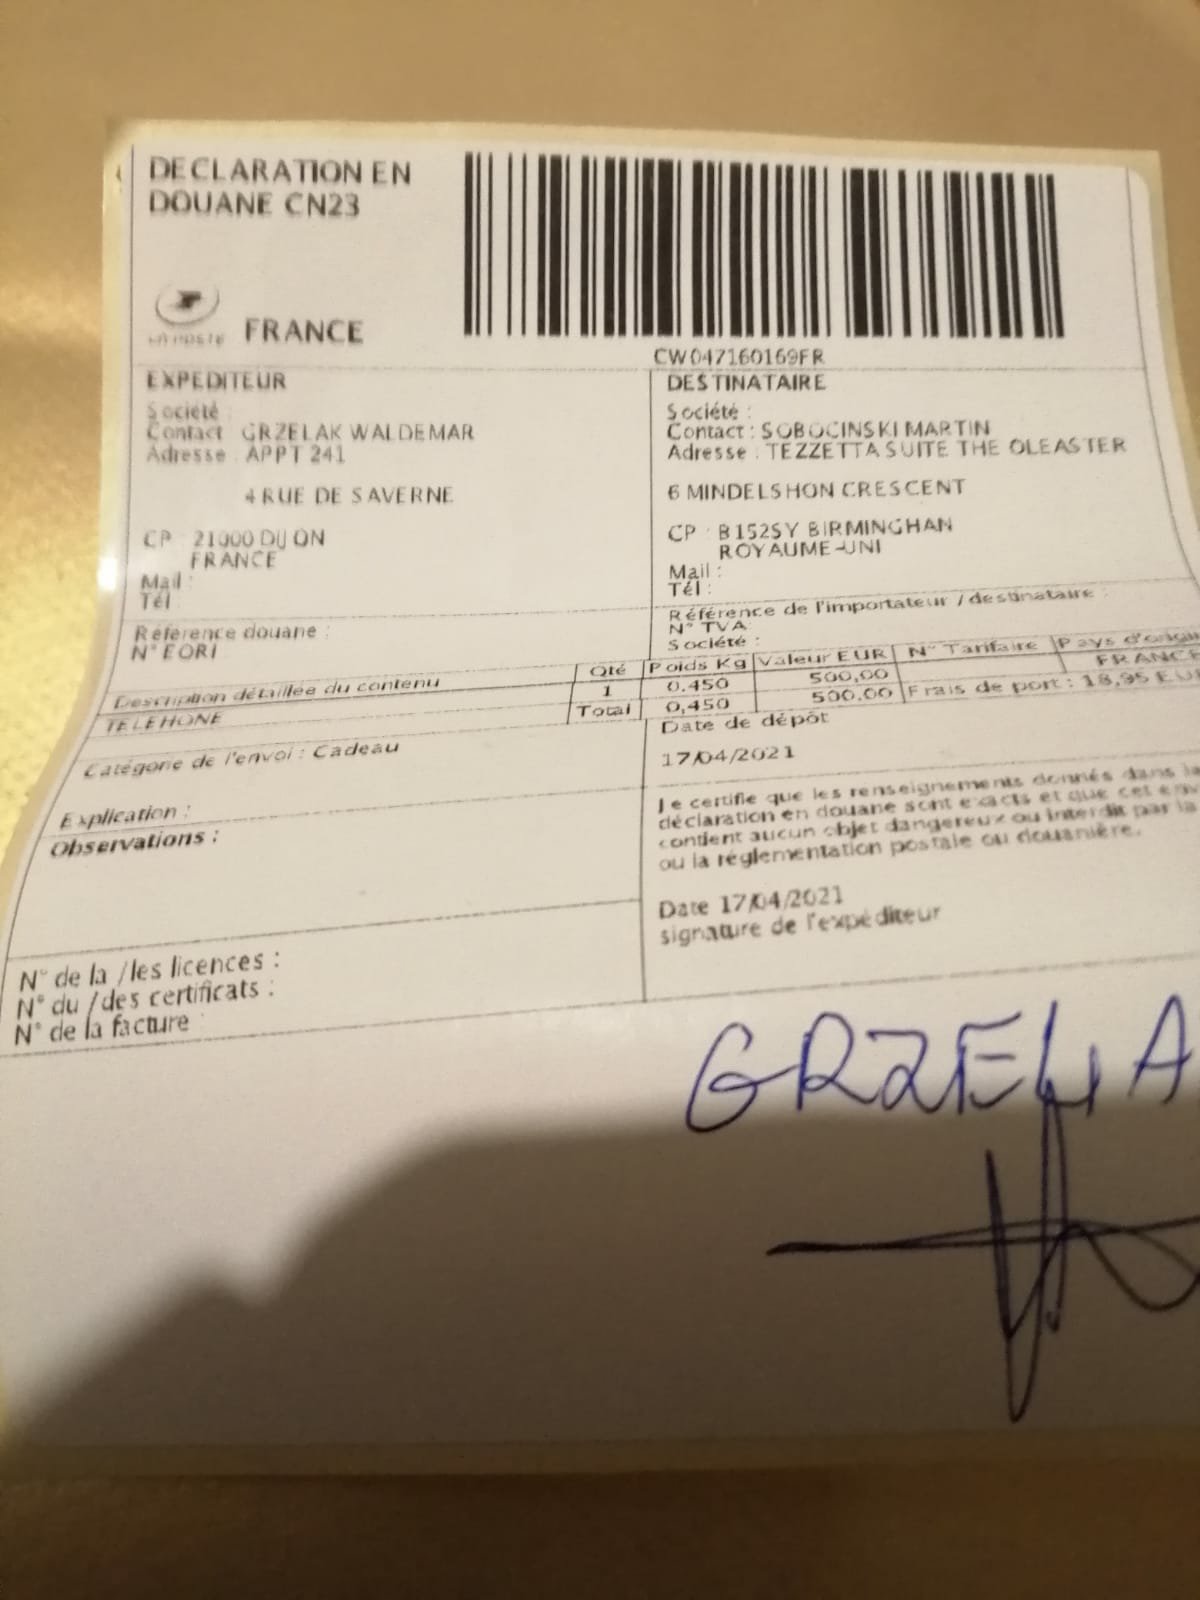 DECLARATION EN
DOUANE CN23
LA POSTE FRANCE
CW047160169FR
EXPEDITEUR
Société :
Contact GRZELAK WALDEMAR
Adresse : APPT 241
4 RUE DE SAVERNE
CP : 21000 DIJON
FRANCE
Mail :
Tél :
Référence douane :
N° EORI
DESTINATAIRE
Société :
Contact : SOBOCINSKI MARTIN
Adresse : TEZZETTA SUITE THE OLEASTER
6 MINDELSHON CRESCENT
CP : B152SY BIRMINGHAN
ROYAUME-UNI
Mail :
Tél :
Référence de l'importateur / destinataire :
N° TVA:
Société :
Description détaillée du contenu Qté Poids Kg Valeur EUR N° Tarifaire Pays d'origin
TELEHONE 1 0.450 500,00 FRANCE
Total 0,450 500.00 Frais de port : 18,95 EUR
Catégorie de l'envoi : Cadeau
Explication :
Observations :
Date de dépôt
17/04/2021
Je certifie que les renseignements donnés dans la
déclaration en douane sont exacts et que cet env
contient aucun objet dangereux ou interdit par la
ou la réglementation postale ou douanière.
Date 17/04/2021
signature de l'expéditeur
N° de la /les licences :
N° du /des certificats :
N° de la facture
GRZELA